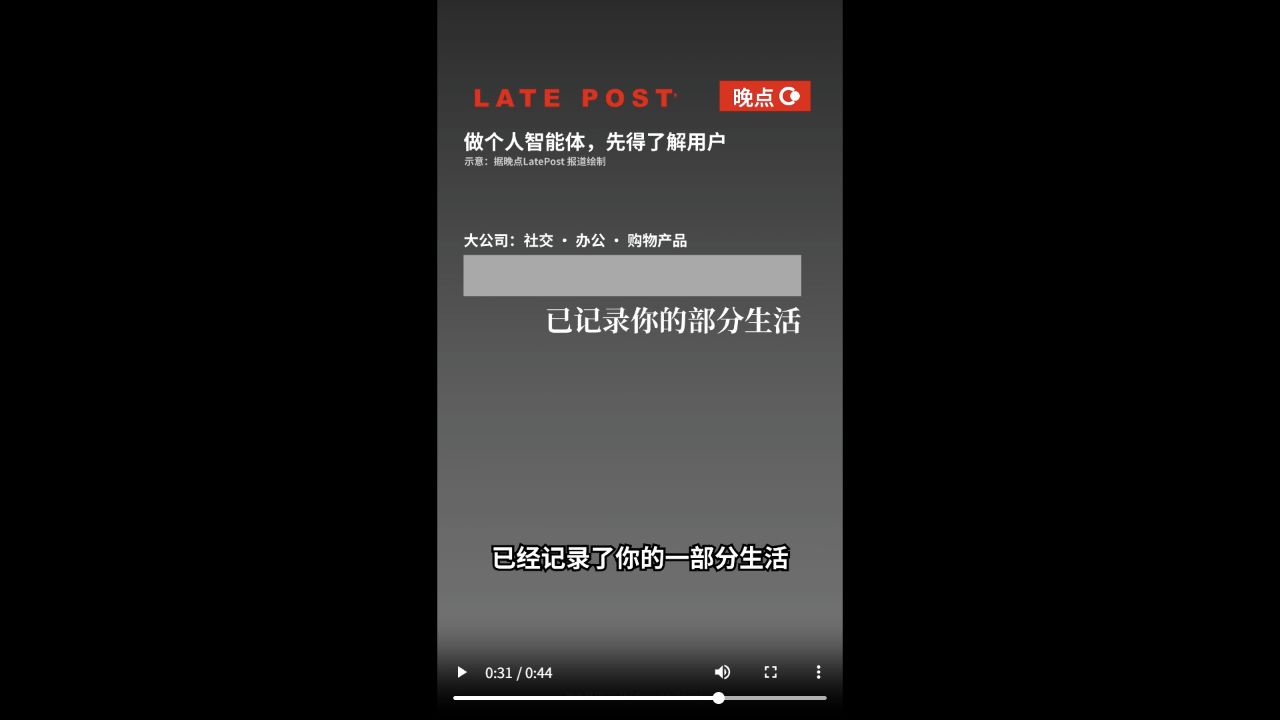 LATE POST
晚点
做个人智能体，先得了解用户
示意：据晚点LatePost 报道绘制
大公司：社交 · 办公 · 购物产品
已记录你的部分生活
已经记录了你的一部分生活
0:31 / 0:44